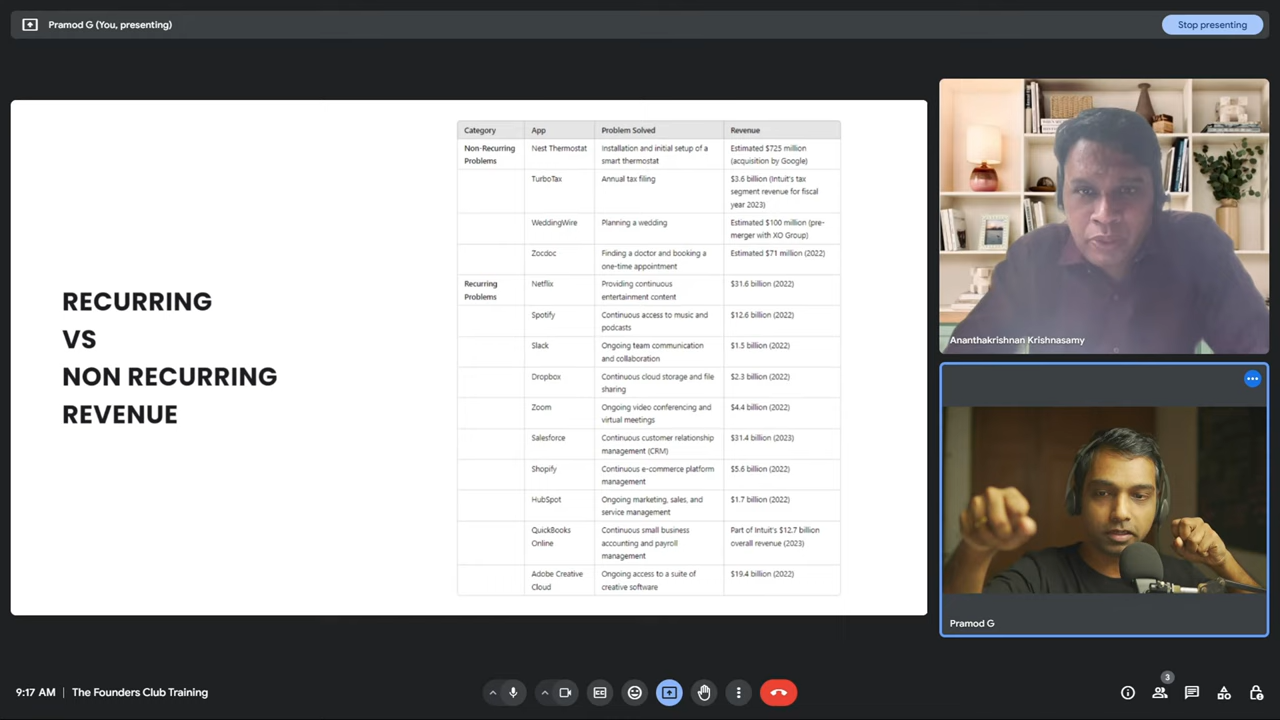 Pramod G (You, presenting)
Stop presenting
RECURRING
VS
NON RECURRING
REVENUE
Category App Problem Solved Revenue
Non-Recurring Nest Thermostat Installation and initial setup of a Estimated $725 million
Problems smart thermostat (acquisition by Google)
TurboTax Annual tax filing $3.6 billion (Intuit's tax
segment revenue for fiscal
year 2023)
WeddingWire Planning a wedding Estimated $100 million (pre-
merger with XO Group)
Zocdoc Finding a doctor and booking a Estimated $71 million (2022)
one-time appointment
Recurring Netflix Providing continuous $31.6 billion (2022)
Problems entertainment content
Spotify Continuous access to music and $12.6 billion (2022)
podcasts
Slack Ongoing team communication $1.5 billion (2022)
and collaboration
Dropbox Continuous cloud storage and file $2.3 billion (2022)
sharing
Zoom Ongoing video conferencing and $4.4 billion (2022)
virtual meetings
Salesforce Continuous customer relationship $31.4 billion (2023)
management (CRM)
Shopify Continuous e-commerce platform $5.6 billion (2022)
management
HubSpot Ongoing marketing, sales, and $1.7 billion (2022)
service management
QuickBooks Continuous small business Part of Intuit's $12.7 billion
Online accounting and payroll overall revenue (2023)
management
Adobe Creative Ongoing access to a suite of $19.4 billion (2022)
Cloud creative software
Ananthakrishnan Krishnasamy
Pramod G
9:17 AM | The Founders Club Training
3